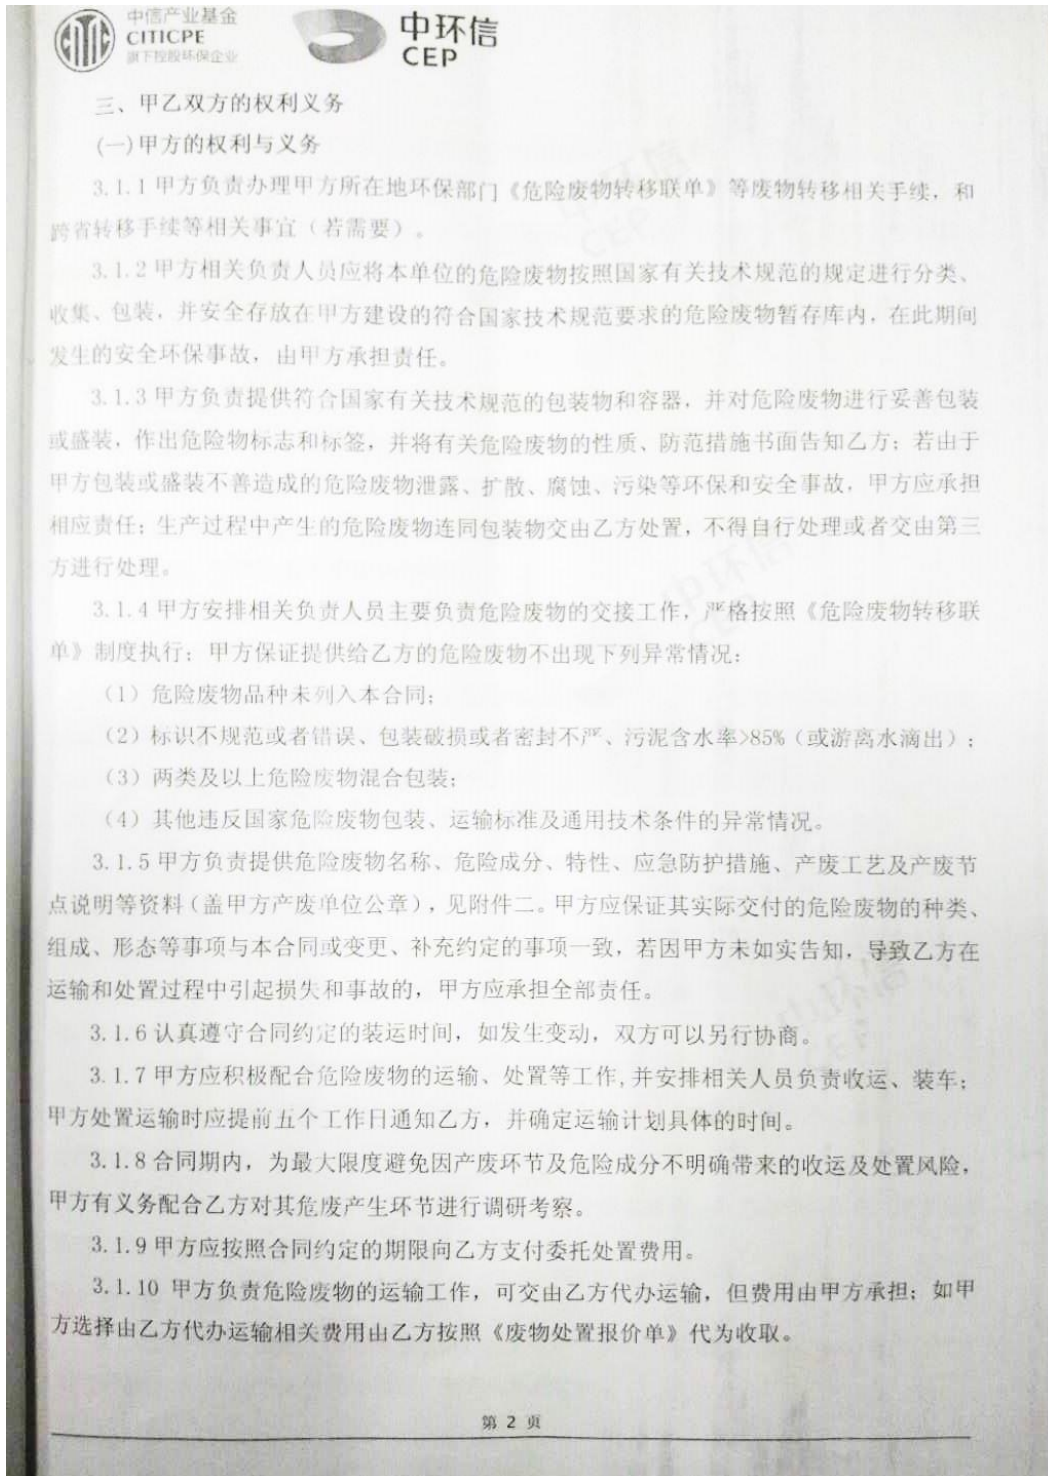 中信产业基金
CITICPE
旗下控股环保企业
中环信
CEP
三、甲乙双方的权利义务
(一)甲方的权利与义务
3.1.1 甲方负责办理甲方所在地环保部门《危险废物转移联单》等废物转移相关手续，和
跨省转移手续等相关事宜（若需要）。
3.1.2 甲方相关负责人员应将本单位的危险废物按照国家有关技术规范的规定进行分类、
收集、包装，并安全存放在甲方建设的符合国家技术规范要求的危险废物暂存库内，在此期间
发生的安全环保事故，由甲方承担责任。
3.1.3 甲方负责提供符合国家有关技术规范的包装物和容器，并对危险废物进行妥善包装
或盛装，作出危险物标志和标签，并将有关危险废物的性质、防范措施书面告知乙方；若由于
甲方包装或盛装不善造成的危险废物泄露、扩散、腐蚀、污染等环保和安全事故，甲方应承担
相应责任；生产过程中产生的危险废物连同包装物交由乙方处置，不得自行处理或者交由第三
方进行处理。
3.1.4 甲方安排相关负责人员主要负责危险废物的交接工作，严格按照《危险废物转移联
单》制度执行；甲方保证提供给乙方的危险废物不出现下列异常情况：
（1）危险废物品种未列入本合同；
（2）标识不规范或者错误、包装破损或者密封不严、污泥含水率>85%（或游离水滴出）；
（3）两类及以上危险废物混合包装；
（4）其他违反国家危险废物包装、运输标准及通用技术条件的异常情况。
3.1.5 甲方负责提供危险废物名称、危险成分、特性、应急防护措施、产废工艺及产废节
点说明等资料（盖甲方产废单位公章），见附件二。甲方应保证其实际交付的危险废物的种类、
组成、形态等事项与本合同或变更、补充约定的事项一致，若因甲方未如实告知，导致乙方在
运输和处置过程中引起损失和事故的，甲方应承担全部责任。
3.1.6 认真遵守合同约定的装运时间，如发生变动，双方可以另行协商。
3.1.7 甲方应积极配合危险废物的运输、处置等工作,并安排相关人员负责收运、装车；
甲方处置运输时应提前五个工作日通知乙方，并确定运输计划具体的时间。
3.1.8 合同期内，为最大限度避免因产废环节及危险成分不明确带来的收运及处置风险，
甲方有义务配合乙方对其危废产生环节进行调研考察。
3.1.9 甲方应按照合同约定的期限向乙方支付委托处置费用。
3.1.10 甲方负责危险废物的运输工作，可交由乙方代办运输，但费用由甲方承担；如甲
方选择由乙方代办运输相关费用由乙方按照《废物处置报价单》代为收取。
第 2 页